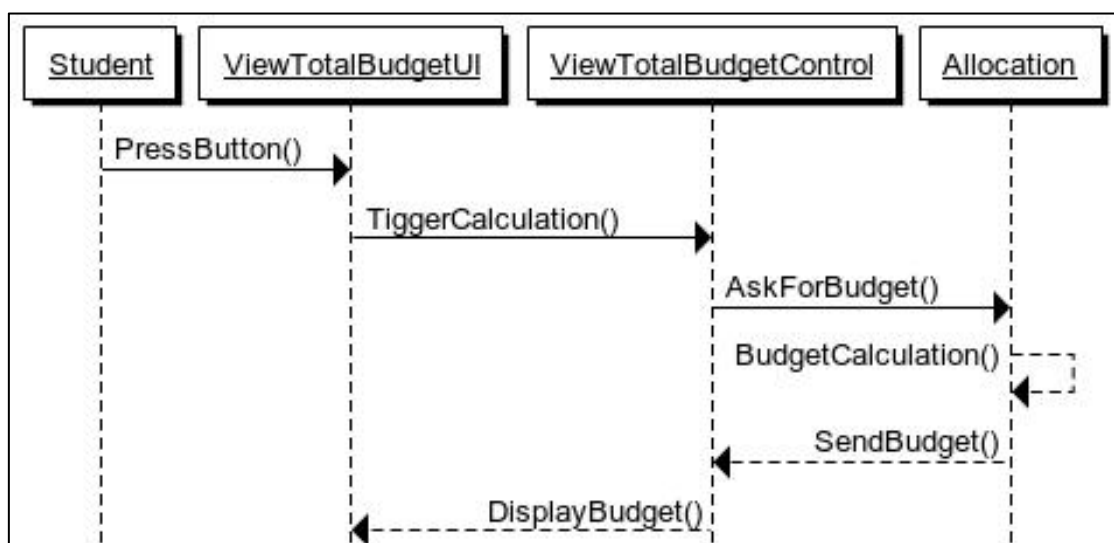 Student
ViewTotalBudgetUI
ViewTotalBudgetControl
Allocation
PressButton()
TiggerCalculation()
AskForBudget()
BudgetCalculation()
SendBudget()
DisplayBudget()